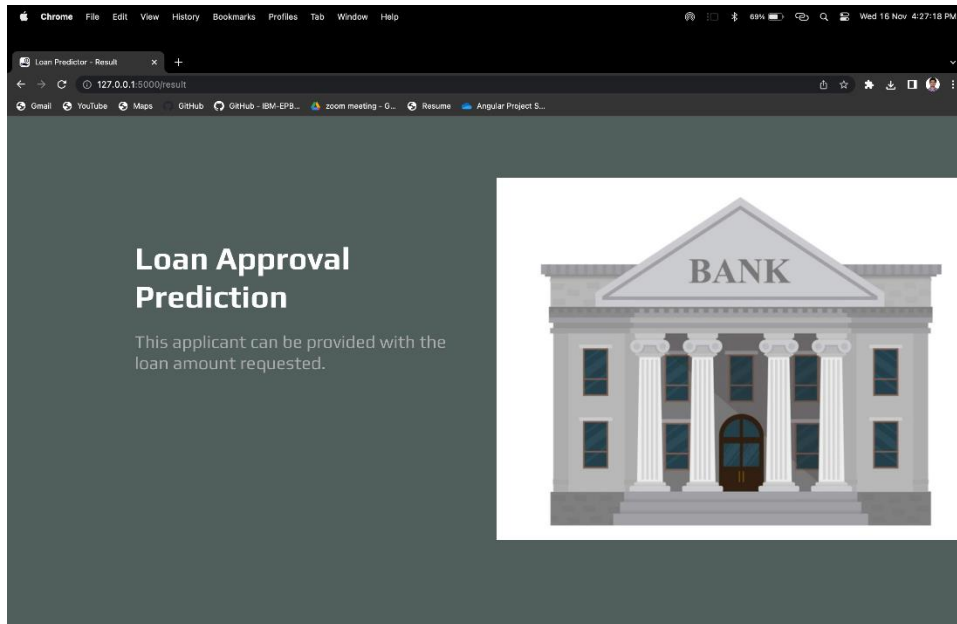 Chrome File Edit View History Bookmarks Profiles Tab Window Help 69% Wed 16 Nov 4:27:18 PM
Loan Predictor - Result
127.0.0.1:5000/result
Gmail YouTube Maps GitHub GitHub - IBM-EPB... zoom meeting - G... Resume Angular Project S...
Loan Approval
Prediction
This applicant can be provided with the
loan amount requested.
BANK